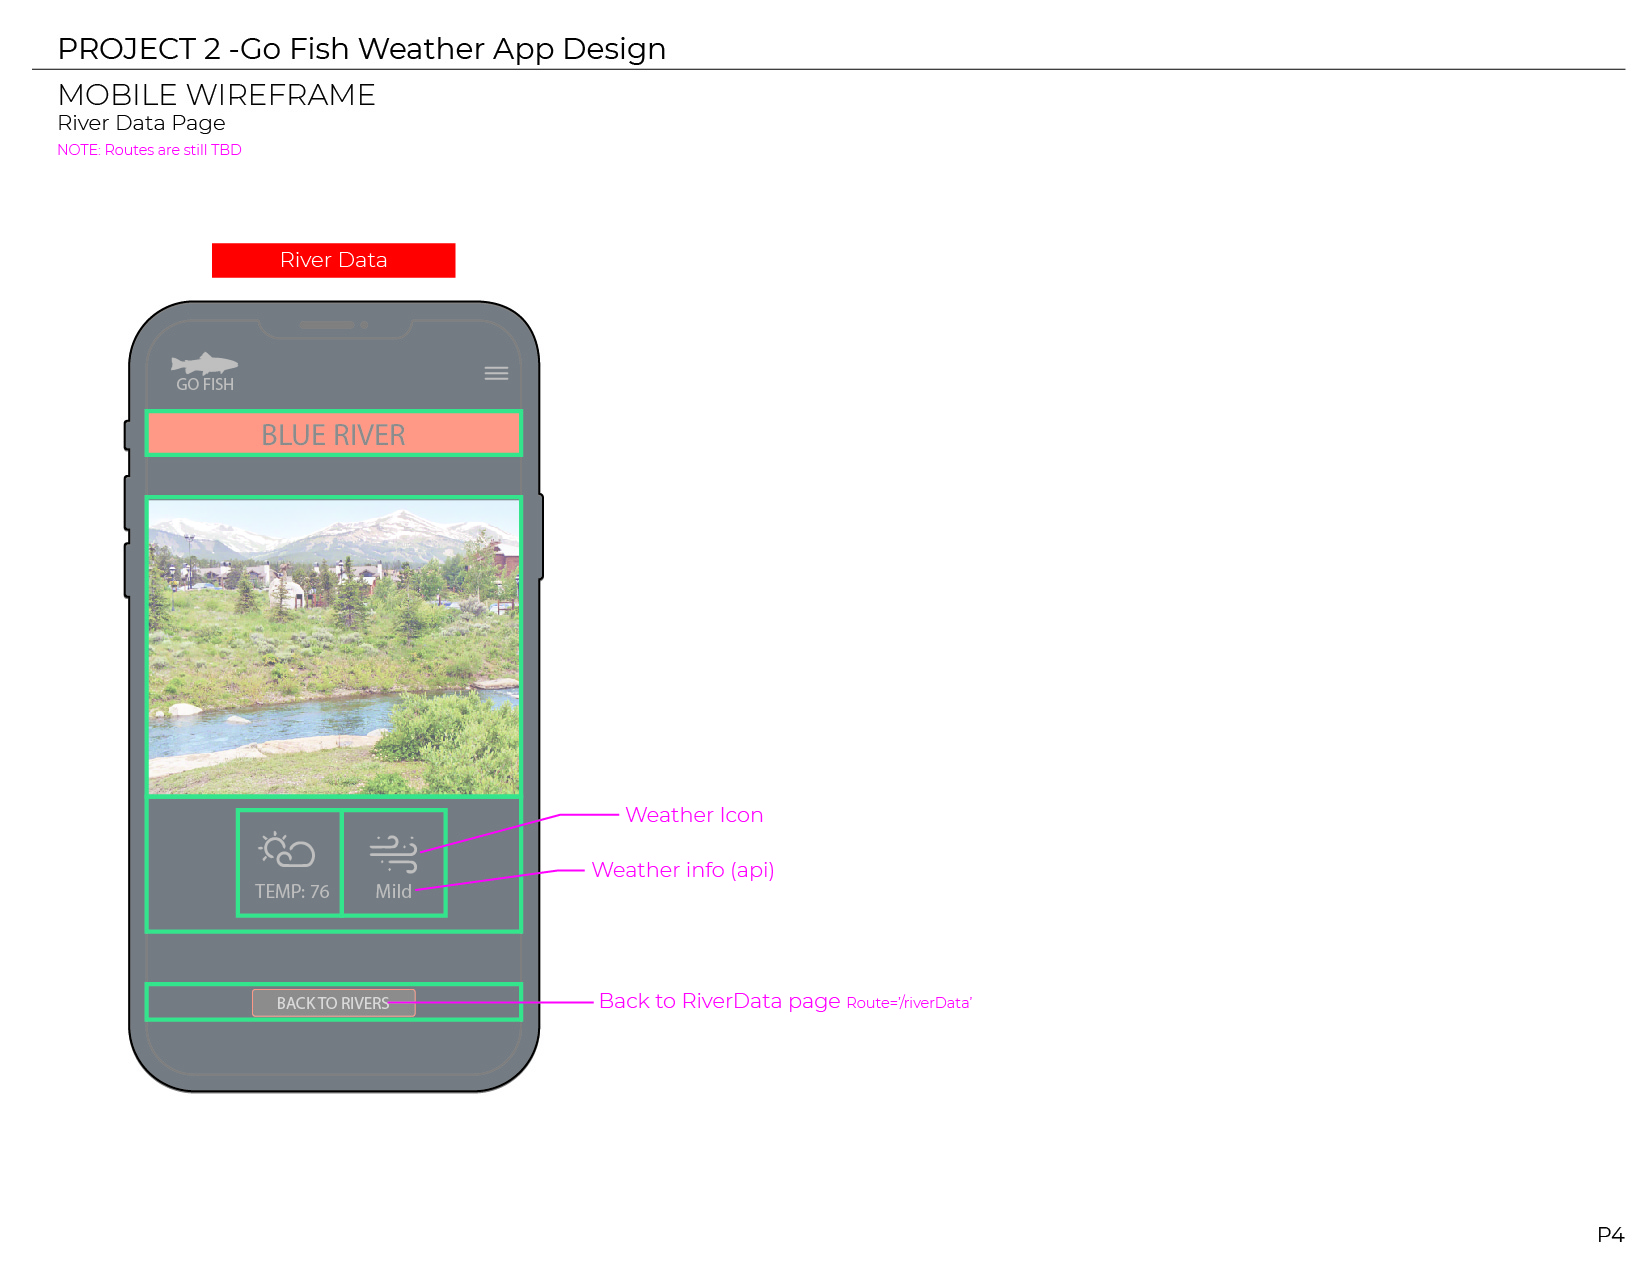 PROJECT 2 -Go Fish Weather App Design
MOBILE WIREFRAME
River Data Page
NOTE: Routes are still TBD
River Data
GO FISH
BLUE RIVER
Weather Icon
Weather info (api)
TEMP: 76
Mild
BACK TO RIVERS
Back to RiverData page Route='/riverData'
P4